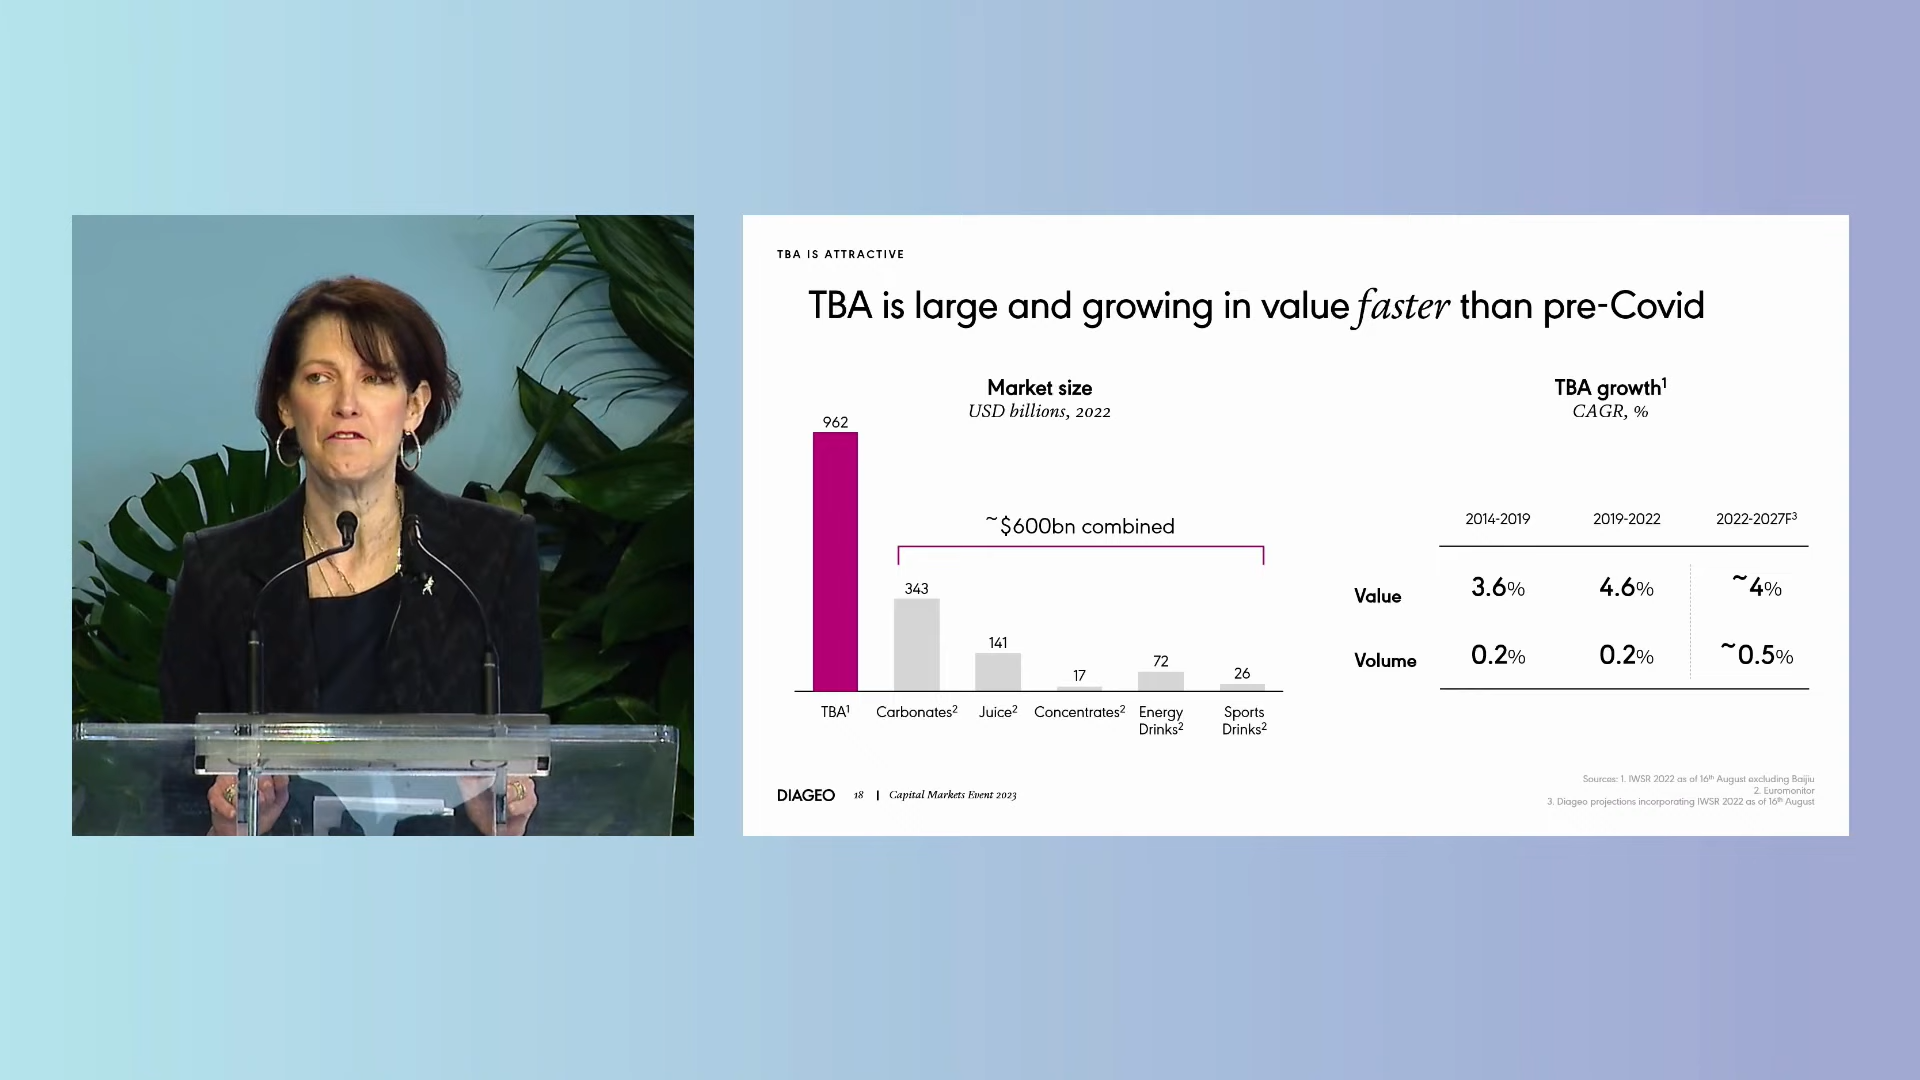 TBA IS ATTRACTIVE
TBA is large and growing in value faster than pre-Covid
Market size
USD billions, 2022
962
~$600bn combined
343
141
17
72
26
TBA¹
Carbonates²
Juice²
Concentrates²
Energy
Drinks²
Sports
Drinks²
TBA growth¹
CAGR, %
2014-2019 2019-2022 2022-2027F³
Value 3.6% 4.6% ~4%
Volume 0.2% 0.2% ~0.5%
DIAGEO 18 | Capital Markets Event 2023
Sources: 1. IWSR 2022 as of 16th August excluding Baijiu
2. Euromonitor
3. Diageo projections incorporating IWSR 2022 as of 16th August